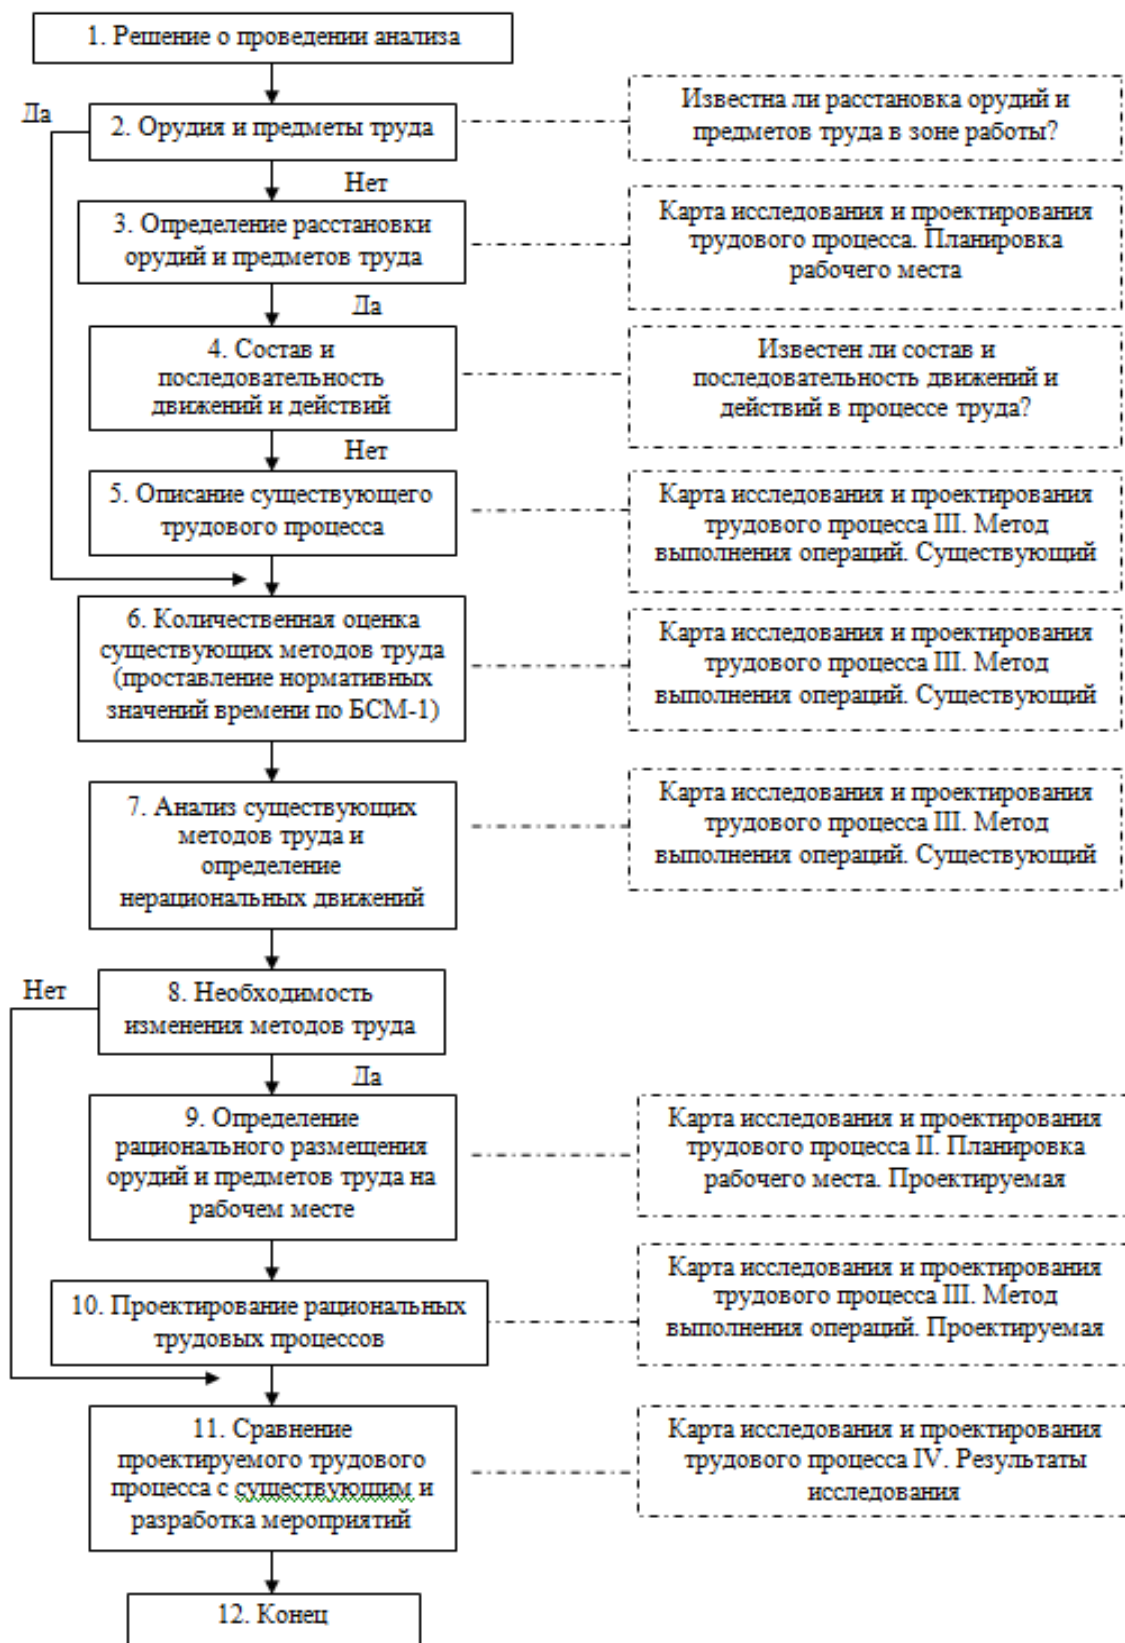 1. Решение о проведении анализа
Да
2. Орудия и предметы труда
Известна ли расстановка орудий и
предметов труда в зоне работы?
Нет
3. Определение расстановки
орудий и предметов труда
Карта исследования и проектирования
трудового процесса. Планировка
рабочего места
Да
4. Состав и
последовательность
движений и действий
Известен ли состав и
последовательность движений и
действий в процессе труда?
Нет
5. Описание существующего
трудового процесса
Карта исследования и проектирования
трудового процесса III. Метод
выполнения операций. Существующий
6. Количественная оценка
существующих методов труда
(проставление нормативных
значений времени по БСМ-1)
Карта исследования и проектирования
трудового процесса III. Метод
выполнения операций. Существующий
7. Анализ существующих
методов труда и
определение
нерациональных движений
Карта исследования и проектирования
трудового процесса III. Метод
выполнения операций. Существующий
Нет
8. Необходимость
изменения методов труда
Да
9. Определение
рационального размещения
орудий и предметов труда на
рабочем месте
Карта исследования и проектирования
трудового процесса II. Планировка
рабочего места. Проектируемая
10. Проектирование рациональных
трудовых процессов
Карта исследования и проектирования
трудового процесса III. Метод
выполнения операций. Проектируемая
11. Сравнение
проектируемого трудового
процесса с существующим и
разработка мероприятий
Карта исследования и проектирования
трудового процесса IV. Результаты
исследования
12. Конец